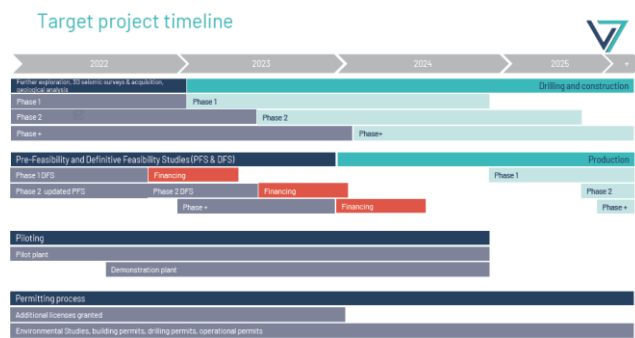 Target project timeline
2022 2023 2024 2025 +
Further exploration, 3D seismic surveys & acquisition,
geological analysis
Drilling and construction
Phase 1 Phase 1
Phase 2 Phase 2
Phase + Phase+
Pre-Feasibility and Definitive Feasibility Studies (PFS & DFS) Production
Phase 1 DFS Financing Phase 1
Phase 2 updated PFS Phase 2 DFS Financing Phase 2
Phase + Financing Phase +
Piloting
Pilot plant
Demonstration plant
Permitting process
Additional licenses granted
Environmental Studies, building permits, drilling permits, operational permits